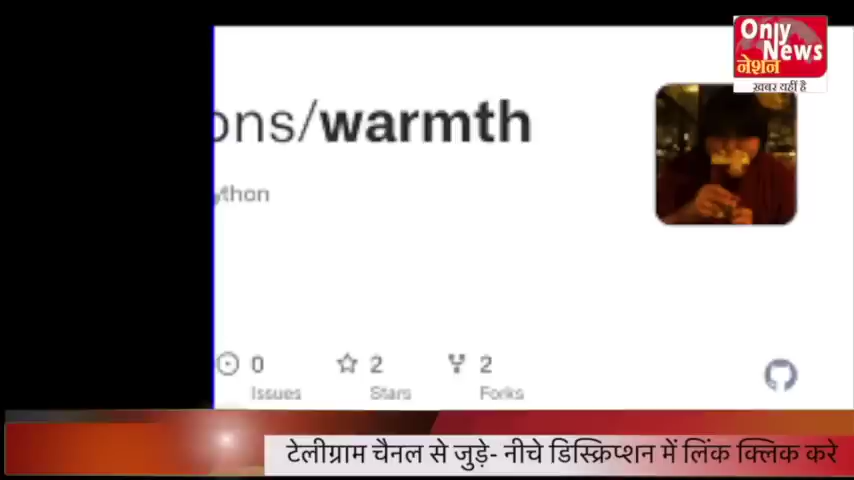 Only
News
नेशन
खबर यहीं है
ons/warmth
ython
0
2
2
Issues
Stars
Forks
टेलीग्राम चैनल से जुड़े- नीचे डिस्क्रिप्शन में लिंक क्लिक करे